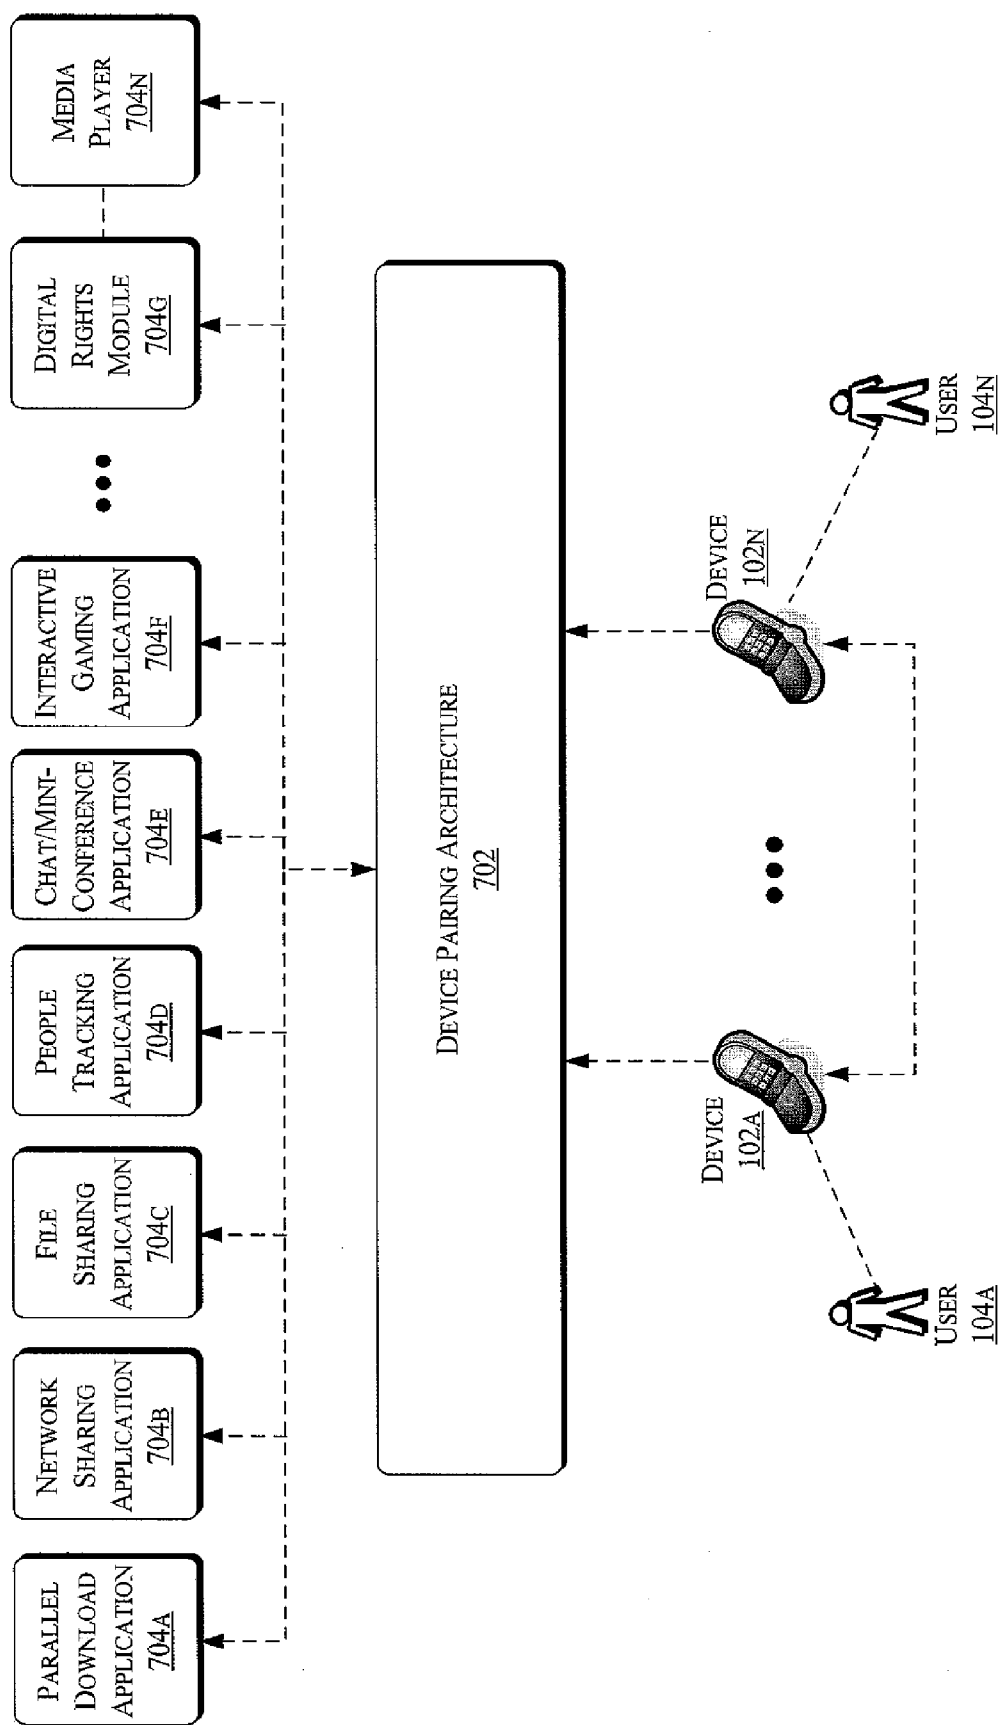 PARALLEL
DOWNLOAD
APPLICATION
704A
NETWORK
SHARING
APPLICATION
704B
FILE
SHARING
APPLICATION
704C
PEOPLE
TRACKING
APPLICATION
704D
CHAT/MINI-
CONFERENCE
APPLICATION
704E
INTERACTIVE
GAMING
APPLICATION
704F
DIGITAL
RIGHTS
MODULE
704G
MEDIA
PLAYER
704N
DEVICE PAIRING ARCHITECTURE
702
DEVICE
102A
DEVICE
102N
USER
104A
USER
104N